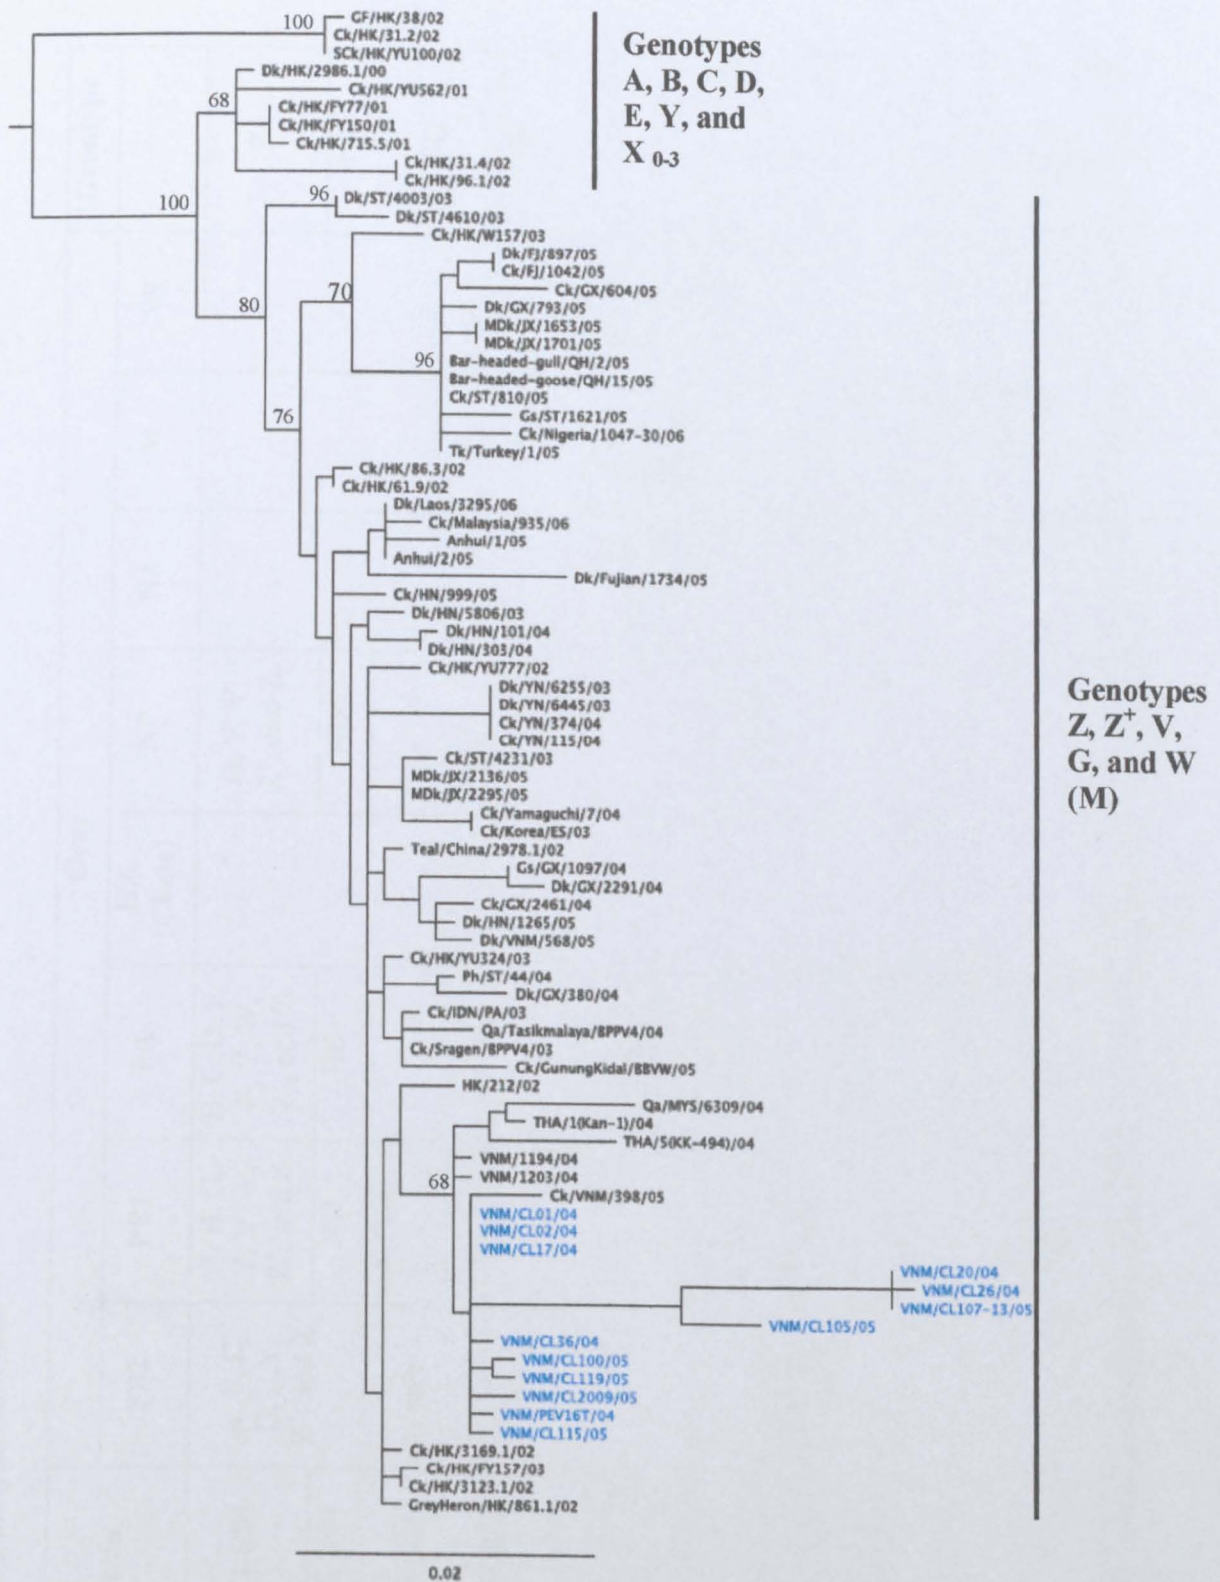 100
GF/HK/38/02
Ck/HK/31.2/02
SCk/HK/YU100/02
Dk/HK/2986.1/00
68
Ck/HK/YU562/01
Ck/HK/FY77/01
Ck/HK/FY150/01
Ck/HK/715.5/01
Ck/HK/31.4/02
Ck/HK/96.1/02
Genotypes
A, B, C, D,
E, Y, and
X 0-3
100
96
Dk/ST/4003/03
Dk/ST/4610/03
Ck/HK/W157/03
Dk/FJ/897/05
Ck/FJ/1042/05
Ck/GX/604/05
70
80
Dk/GX/793/05
MDk/JX/1653/05
MDk/JX/1701/05
96
Bar-headed-gull/QH/2/05
Bar-headed-goose/QH/15/05
Ck/ST/810/05
76
Gs/ST/1621/05
Ck/Nigeria/1047-30/06
Tk/Turkey/1/05
Ck/HK/86.3/02
Ck/HK/61.9/02
Dk/Laos/3295/06
Ck/Malaysia/935/06
Anhui/1/05
Anhui/2/05
Dk/Fujian/1734/05
Ck/HN/999/05
Dk/HN/5806/03
Dk/HN/101/04
Dk/HN/303/04
Ck/HK/YU777/02
Dk/YN/6255/03
Dk/YN/6445/03
Ck/YN/374/04
Ck/YN/115/04
Genotypes
Z, Z+, V,
G, and W
(M)
Ck/ST/4231/03
MDk/JX/2136/05
MDk/JX/2295/05
Ck/Yamaguchi/7/04
Ck/Korea/ES/03
Teal/China/2978.1/02
Gs/GX/1097/04
Dk/GX/2291/04
Ck/GX/2461/04
Dk/HN/1265/05
Dk/VNM/568/05
Ck/HK/YU324/03
Ph/ST/44/04
Dk/GX/380/04
Ck/IDN/PA/03
Qa/Tasikmalaya/BPPV4/04
Ck/Sragen/BPPV4/03
Ck/GunungKidal/BBVW/05
HK/212/02
Qa/MYS/6309/04
THA/1(Kan-1)/04
THA/5(KK-494)/04
VNM/1194/04
VNM/1203/04
68
Ck/VNM/398/05
VNM/CL01/04
VNM/CL02/04
VNM/CL17/04
VNM/CL20/04
VNM/CL26/04
VNM/CL107-13/05
VNM/CL105/05
VNM/CL36/04
VNM/CL100/05
VNM/CL119/05
VNM/CL2009/05
VNM/PEV16T/04
VNM/CL115/05
Ck/HK/3169.1/02
Ck/HK/FY157/03
Ck/HK/3123.1/02
GreyHeron/HK/861.1/02
0.02